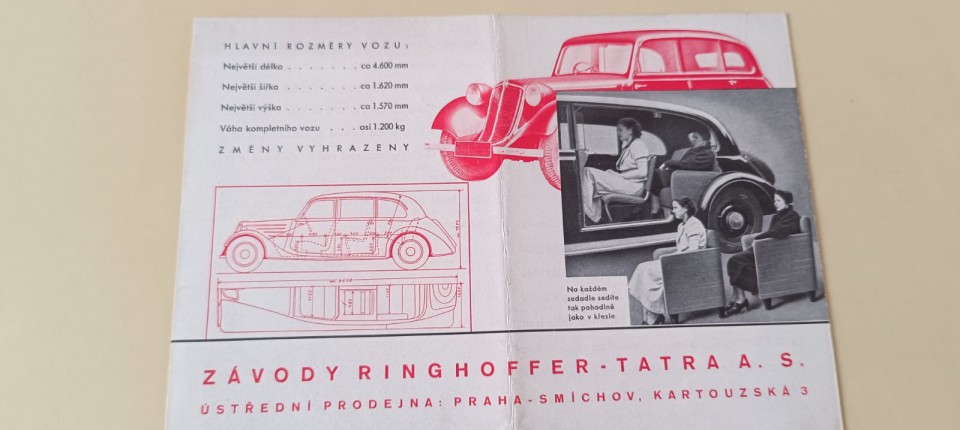 HLAVNÍ ROZMĚRY VOZU:
Největší délka . . . . . . . ca 4.600 mm
Největší šířka . . . . . . . ca 1.620 mm
Největší výška . . . . . . . ca 1.570 mm
Váha kompletního vozu . . . asi 1.200 kg
ZMĚNY VYHRAZENY
Na každém
sedadle sedíte
tak pohodlně
jako v křesle
ZÁVODY RINGHOFFER-TATRA A. S.
ÚSTŘEDNÍ PRODEJNA: PRAHA-SMÍCHOV, KARTOUZSKÁ 3